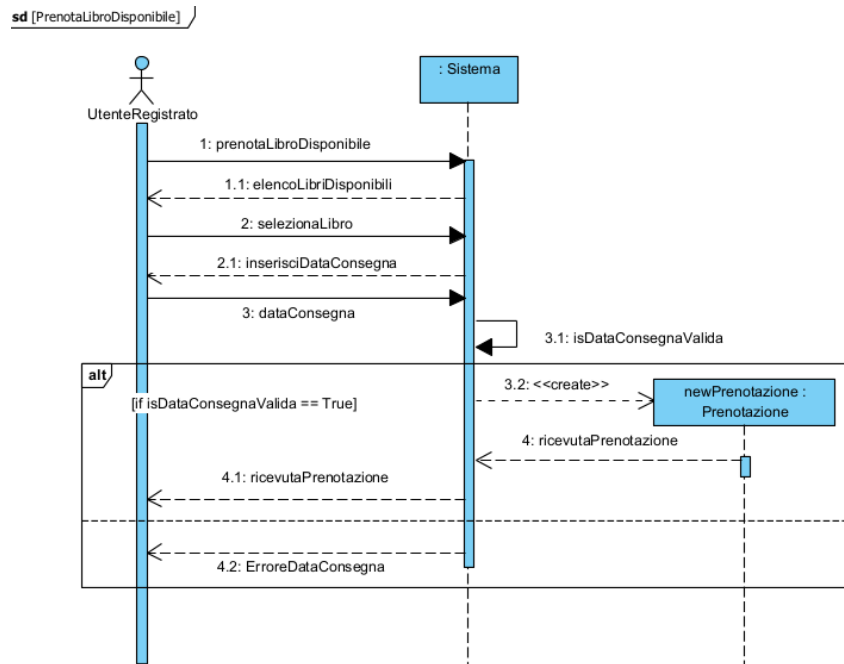 sd [PrenotaLibroDisponibile]
: Sistema
UtenteRegistrato
1: prenotaLibroDisponibile
1.1: elencoLibriDisponibili
2: selezionaLibro
2.1: inserisciDataConsegna
3: dataConsegna
3.1: isDataConsegnaValida
alt
3.2: <<create>>
newPrenotazione :
Prenotazione
[if isDataConsegnaValida == True]
4: ricevutaPrenotazione
4.1: ricevutaPrenotazione
4.2: ErroreDataConsegna